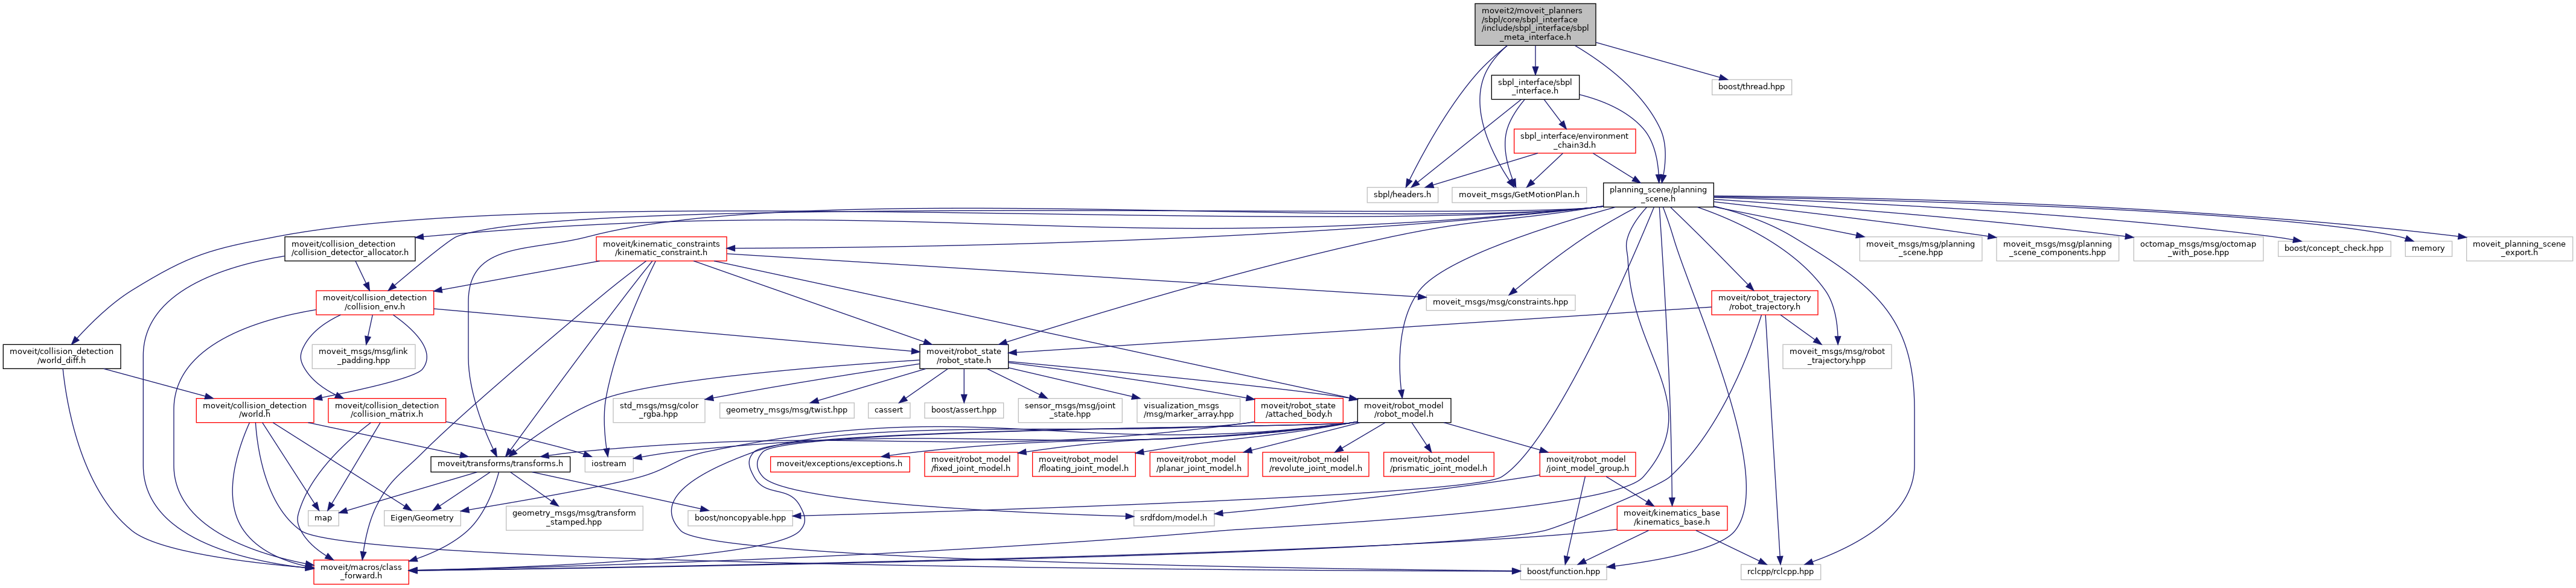 moveit2/moveit_planners
/sbpl/core/sbpl_interface
/include/sbpl_interface/sbpl
_meta_interface.h
sbpl_interface/sbpl
_interface.h
boost/thread.hpp
sbpl_interface/environment
_chain3d.h
sbpl/headers.h
moveit_msgs/GetMotionPlan.h
planning_scene/planning
_scene.h
moveit/collision_detection
/collision_detector_allocator.h
moveit/kinematic_constraints
/kinematic_constraint.h
moveit_msgs/msg/planning
_scene.hpp
moveit_msgs/msg/planning
_scene_components.hpp
octomap_msgs/msg/octomap
_with_pose.hpp
boost/concept_check.hpp
memory
moveit_planning_scene
_export.h
moveit/collision_detection
/collision_env.h
moveit_msgs/msg/constraints.hpp
moveit/robot_trajectory
/robot_trajectory.h
moveit/collision_detection
/world_diff.h
moveit_msgs/msg/link
_padding.hpp
moveit/robot_state
/robot_state.h
moveit_msgs/msg/robot
_trajectory.hpp
moveit/collision_detection
/world.h
moveit/collision_detection
/collision_matrix.h
std_msgs/msg/color
_rgba.hpp
geometry_msgs/msg/twist.hpp
cassert
boost/assert.hpp
sensor_msgs/msg/joint
_state.hpp
visualization_msgs
/msg/marker_array.hpp
moveit/robot_state
/attached_body.h
moveit/robot_model
/robot_model.h
moveit/transforms/transforms.h
iostream
moveit/exceptions/exceptions.h
moveit/robot_model
/fixed_joint_model.h
moveit/robot_model
/floating_joint_model.h
moveit/robot_model
/planar_joint_model.h
moveit/robot_model
/revolute_joint_model.h
moveit/robot_model
/prismatic_joint_model.h
moveit/robot_model
/joint_model_group.h
map
Eigen/Geometry
geometry_msgs/msg/transform
_stamped.hpp
boost/noncopyable.hpp
srdfdom/model.h
moveit/kinematics_base
/kinematics_base.h
moveit/macros/class
_forward.h
boost/function.hpp
rclcpp/rclcpp.hpp